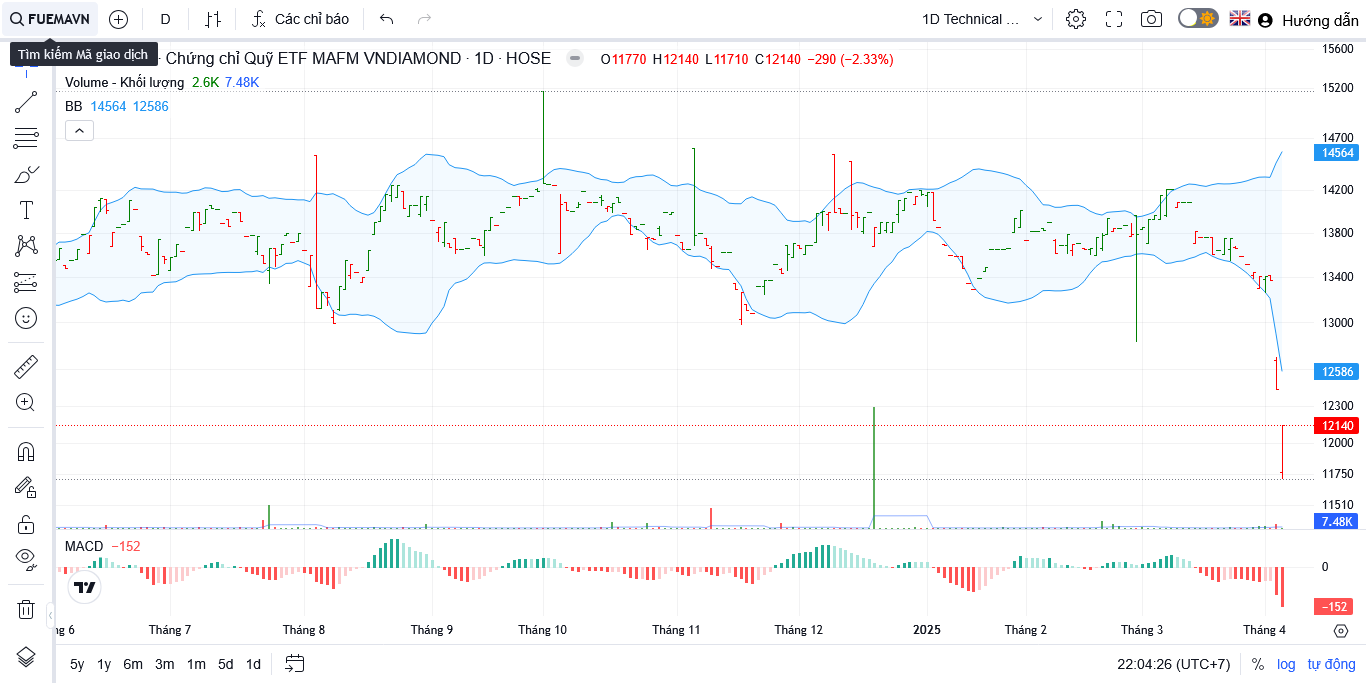 FUEMAVN D Các chỉ báo 1D Technical ... Hướng dẫn
Tìm kiếm Mã giao dịch
· Chứng chỉ Quỹ ETF MAFM VNDIAMOND · 1D · HOSE O11770 H12140 L11710 C12140 −290 (−2.33%)
Volume - Khối lượng 2.6K 7.48K
BB 14564 12586
15600
15200
14700
14564
14200
13800
13400
13000
12586
12300
12140
12000
11750
11510
7.48K
MACD −152
0
−152
ng 6 Tháng 7 Tháng 8 Tháng 9 Tháng 10 Tháng 11 Tháng 12 2025 Tháng 2 Tháng 3 Tháng 4
5y 1y 6m 3m 1m 5d 1d 22:04:26 (UTC+7) % log tự động